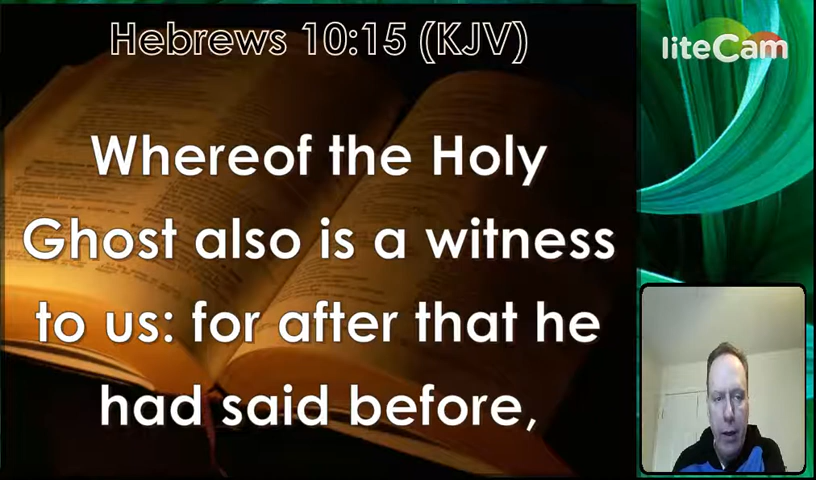 Hebrews 10:15 (KJV)
liteCam
Whereof the Holy
Ghost also is a witness
to us: for after that he
had said before,